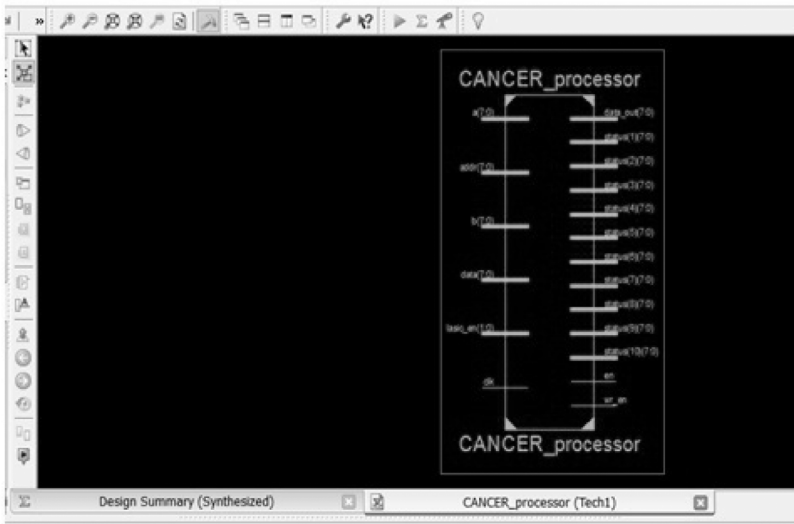 CANCER_processor
a(7:0)
addr(7:0)
b(7:0)
data(7:0)
basic_en(1:0)
clk
data_out(7:0)
status(1)(7:0)
status(2)(7:0)
status(3)(7:0)
status(4)(7:0)
status(5)(7:0)
status(6)(7:0)
status(7)(7:0)
status(8)(7:0)
status(9)(7:0)
status(10)(7:0)
en
wr_en
CANCER_processor
Design Summary (Synthesized)
CANCER_processor (Tech1)